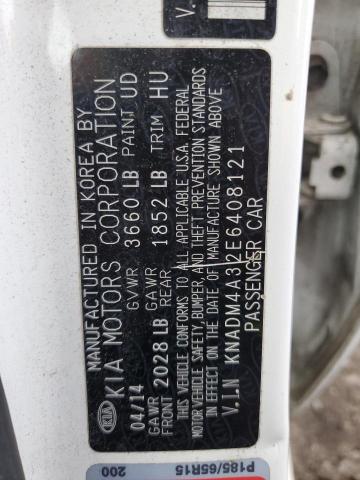 MANUFACTURED IN KOREA BY
KIA KIA MOTORS CORPORATION
04/14 GVWR 3660 LB PAINT UD
GAWR FRONT 2028 LB GAWR REAR 1852 LB TRIM HU
THIS VEHICLE CONFORMS TO ALL APPLICABLE U.S.A. FEDERAL
MOTOR VEHICLE SAFETY, BUMPER, AND THEFT PREVENTION STANDARDS
IN EFFECT ON THE DATE OF MANUFACTURE SHOWN ABOVE
V.I.N KNADM4A32E6408121
PASSENGER CAR
P185/65R15
200
V.